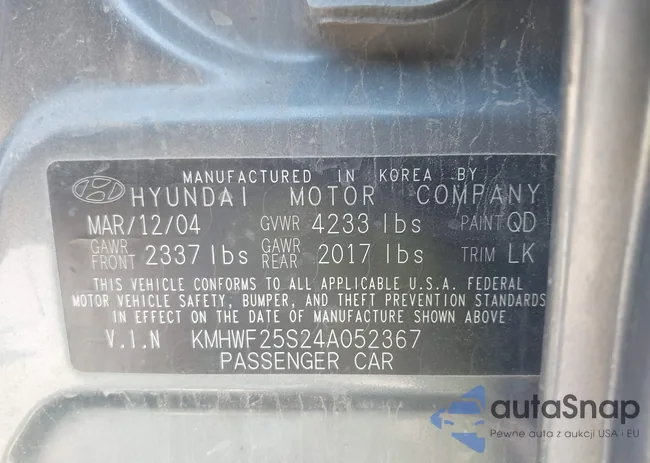 MANUFACTURED IN KOREA BY
HYUNDAI MOTOR COMPANY
MAR/12/04 GVWR 4233 lbs PAINT QD
GAWR FRONT 2337 lbs GAWR REAR 2017 lbs TRIM LK
THIS VEHICLE CONFORMS TO ALL APPLICABLE U.S.A. FEDERAL
MOTOR VEHICLE SAFETY, BUMPER, AND THEFT PREVENTION STANDARDS
IN EFFECT ON THE DATE OF MANUFACTURE SHOWN ABOVE
V.I.N KMHWF25S24A052367
PASSENGER CAR
autaSnap
Pewne auta z aukcji USA i EU